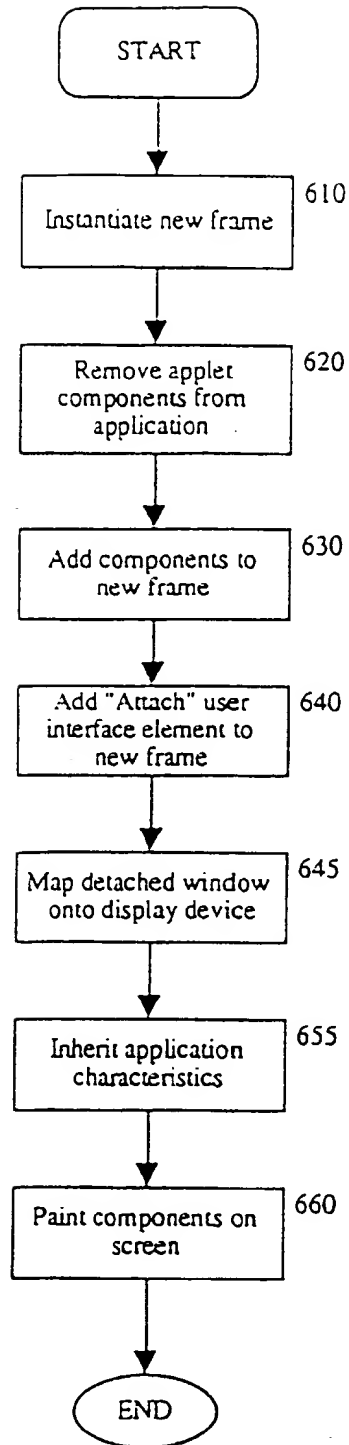 START
610
Instantiate new frame
620
Remove applet
components from
application
630
Add components to
new frame
640
Add "Attach" user
interface element to
new frame
645
Map detached window
onto display device
655
Inherit application
characteristics
660
Paint components on
screen
END